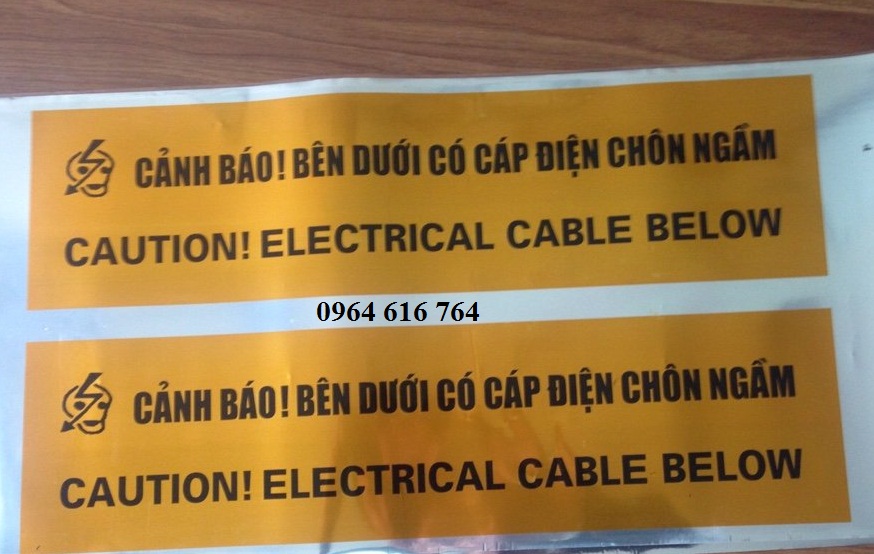 CẢNH BÁO! BÊN DƯỚI CÓ CÁP ĐIỆN CHÔN NGẦM
CAUTION! ELECTRICAL CABLE BELOW
0964 616 764
CẢNH BÁO! BÊN DƯỚI CÓ CÁP ĐIỆN CHÔN NGẦM
CAUTION! ELECTRICAL CABLE BELOW